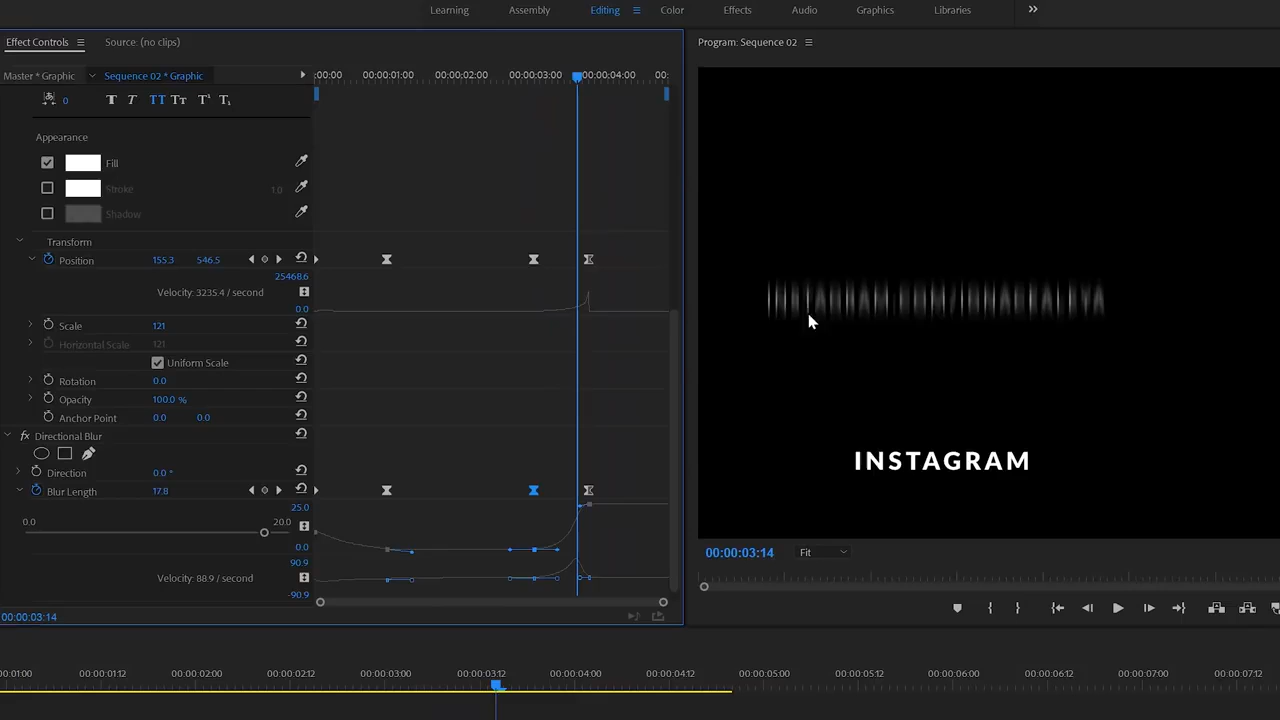 Learning Assembly Editing Color Effects Audio Graphics Libraries
Effect Controls Source: (no clips) Program: Sequence 02
Master * Graphic Sequence 02 * Graphic :00:00 00:00:01:00 00:00:02:00 00:00:03:00 00:00:04:00 00:
0 T T TT Tт T¹ T₁
Appearance
Fill
Stroke 1.0
Shadow
Transform
Position 155.3 546.5
25468.6
Velocity: 3235.4 / second
0.0
Scale 121
Horizontal Scale 121
Uniform Scale
Rotation 0.0
Opacity 100.0 %
Anchor Point 0.0 0.0
fx Directional Blur
Direction 0.0 °
Blur Length 17.8
25.0
0.0 20.0
0.0
90.9
Velocity: 88.9 / second
-90.9
INSTAGRAM
00:00:03:14 Fit
00:00:03:14
00:01:00 00:00:01:12 00:00:02:00 00:00:02:12 00:00:03:00 00:00:03:12 00:00:04:00 00:00:04:12 00:00:05:00 00:00:05:12 00:00:06:00 00:00:06:12 00:00:07:00 00:00:07:12